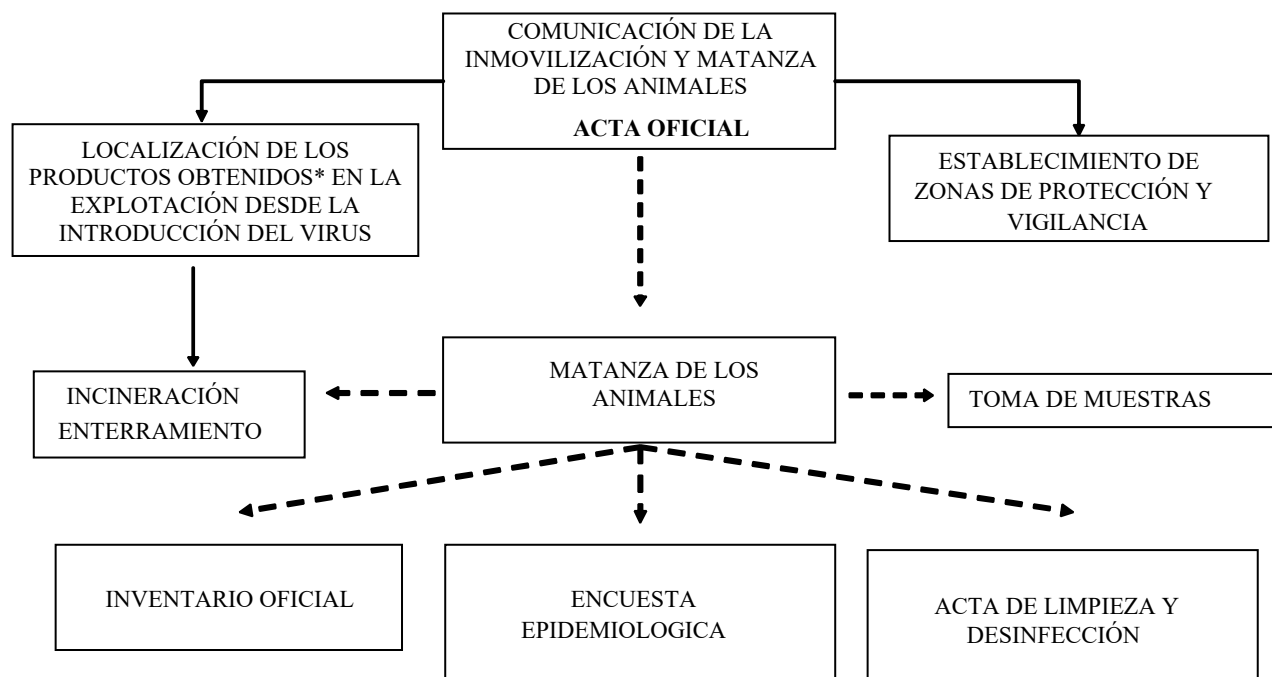 COMUNICACIÓN DE LA
INMOVILIZACIÓN Y MATANZA
DE LOS ANIMALES
ACTA OFICIAL
LOCALIZACIÓN DE LOS
PRODUCTOS OBTENIDOS* EN LA
EXPLOTACIÓN DESDE LA
INTRODUCCIÓN DEL VIRUS
ESTABLECIMIENTO DE
ZONAS DE PROTECCIÓN Y
VIGILANCIA
INCINERACIÓN
ENTERRAMIENTO
MATANZA DE LOS
ANIMALES
TOMA DE MUESTRAS
INVENTARIO OFICIAL
ENCUESTA
EPIDEMIOLOGICA
ACTA DE LIMPIEZA Y
DESINFECCIÓN